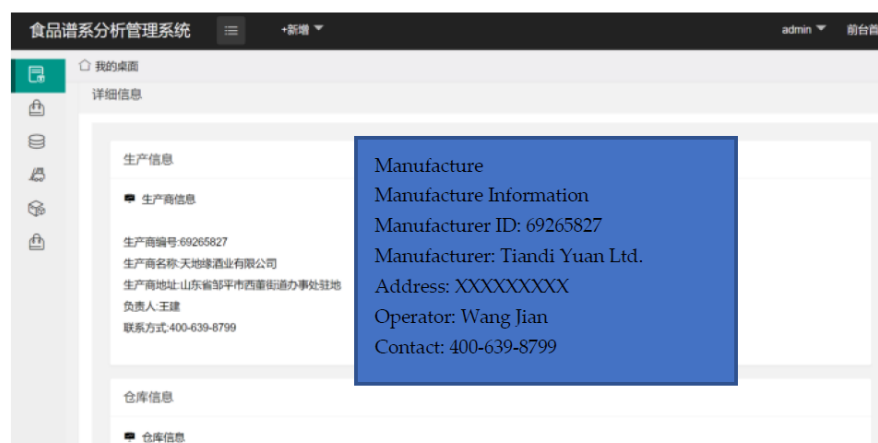 食品谱系分析管理系统 +新增 admin 前台首
我的桌面
详细信息
生产信息
生产商信息
生产商编号:69265827
生产商名称:天地缘酒业有限公司
生产商地址:山东省邹平市西董街道办事处驻地
负责人:王建
联系方式:400-639-8799
Manufacture
Manufacture Information
Manufacturer ID: 69265827
Manufacturer: Tiandi Yuan Ltd.
Address: XXXXXXXXX
Operator: Wang Jian
Contact: 400-639-8799
仓库信息
仓库信息